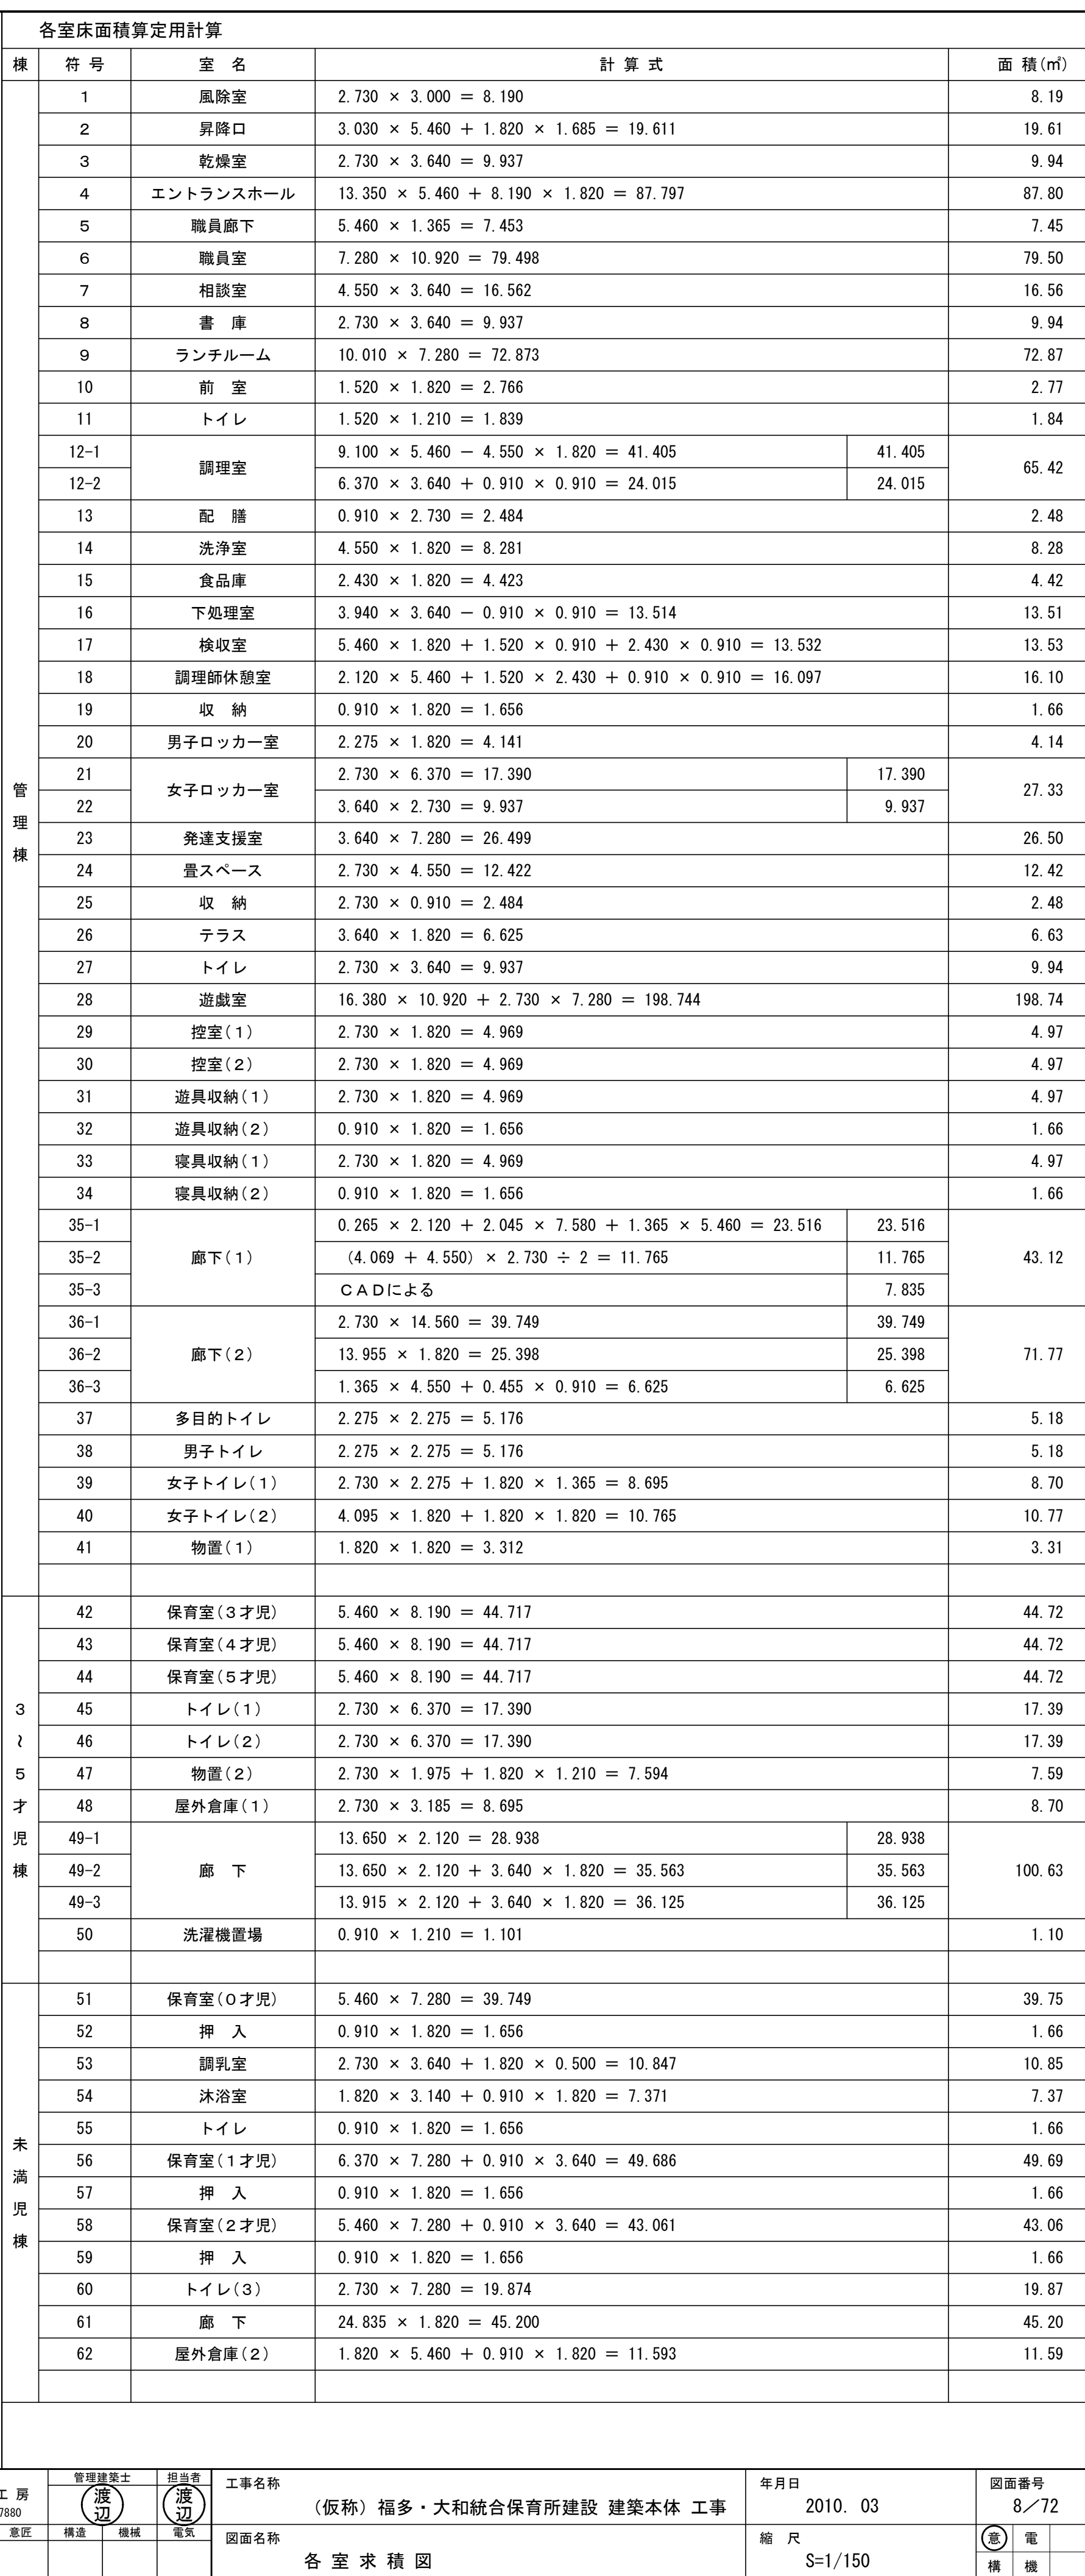 各室床面積算定用計算
棟 符 号 室 名 計 算 式 面 積(㎡)
管理棟
1 風除室 2.730 × 3.000 = 8.190 8.19
2 昇降口 3.030 × 5.460 + 1.820 × 1.685 = 19.611 19.61
3 乾燥室 2.730 × 3.640 = 9.937 9.94
4 エントランスホール 13.350 × 5.460 + 8.190 × 1.820 = 87.797 87.80
5 職員廊下 5.460 × 1.365 = 7.453 7.45
6 職員室 7.280 × 10.920 = 79.498 79.50
7 相談室 4.550 × 3.640 = 16.562 16.56
8 書 庫 2.730 × 3.640 = 9.937 9.94
9 ランチルーム 10.010 × 7.280 = 72.873 72.87
10 前 室 1.520 × 1.820 = 2.766 2.77
11 トイレ 1.520 × 1.210 = 1.839 1.84
12-1 調理室 9.100 × 5.460 − 4.550 × 1.820 = 41.405 41.405 65.42
12-2 6.370 × 3.640 + 0.910 × 0.910 = 24.015 24.015
13 配 膳 0.910 × 2.730 = 2.484 2.48
14 洗浄室 4.550 × 1.820 = 8.281 8.28
15 食品庫 2.430 × 1.820 = 4.423 4.42
16 下処理室 3.940 × 3.640 − 0.910 × 0.910 = 13.514 13.51
17 検収室 5.460 × 1.820 + 1.520 × 0.910 + 2.430 × 0.910 = 13.532 13.53
18 調理師休憩室 2.120 × 5.460 + 1.520 × 2.430 + 0.910 × 0.910 = 16.097 16.10
19 収 納 0.910 × 1.820 = 1.656 1.66
20 男子ロッカー室 2.275 × 1.820 = 4.141 4.14
21 女子ロッカー室 2.730 × 6.370 = 17.390 17.390 27.33
22 3.640 × 2.730 = 9.937 9.937
23 発達支援室 3.640 × 7.280 = 26.499 26.50
24 畳スペース 2.730 × 4.550 = 12.422 12.42
25 収 納 2.730 × 0.910 = 2.484 2.48
26 テラス 3.640 × 1.820 = 6.625 6.63
27 トイレ 2.730 × 3.640 = 9.937 9.94
28 遊戯室 16.380 × 10.920 + 2.730 × 7.280 = 198.744 198.74
29 控室(1) 2.730 × 1.820 = 4.969 4.97
30 控室(2) 2.730 × 1.820 = 4.969 4.97
31 遊具収納(1) 2.730 × 1.820 = 4.969 4.97
32 遊具収納(2) 0.910 × 1.820 = 1.656 1.66
33 寝具収納(1) 2.730 × 1.820 = 4.969 4.97
34 寝具収納(2) 0.910 × 1.820 = 1.656 1.66
35-1 廊下(1) 0.265 × 2.120 + 2.045 × 7.580 + 1.365 × 5.460 = 23.516 23.516 43.12
35-2 (4.069 + 4.550) × 2.730 ÷ 2 = 11.765 11.765
35-3 CADによる 7.835
36-1 廊下(2) 2.730 × 14.560 = 39.749 39.749 71.77
36-2 13.955 × 1.820 = 25.398 25.398
36-3 1.365 × 4.550 + 0.455 × 0.910 = 6.625 6.625
37 多目的トイレ 2.275 × 2.275 = 5.176 5.18
38 男子トイレ 2.275 × 2.275 = 5.176 5.18
39 女子トイレ(1) 2.730 × 2.275 + 1.820 × 1.365 = 8.695 8.70
40 女子トイレ(2) 4.095 × 1.820 + 1.820 × 1.820 = 10.765 10.77
41 物置(1) 1.820 × 1.820 = 3.312 3.31
3~5才児棟
42 保育室(3才児) 5.460 × 8.190 = 44.717 44.72
43 保育室(4才児) 5.460 × 8.190 = 44.717 44.72
44 保育室(5才児) 5.460 × 8.190 = 44.717 44.72
45 トイレ(1) 2.730 × 6.370 = 17.390 17.39
46 トイレ(2) 2.730 × 6.370 = 17.390 17.39
47 物置(2) 2.730 × 1.975 + 1.820 × 1.210 = 7.594 7.59
48 屋外倉庫(1) 2.730 × 3.185 = 8.695 8.70
49-1 廊 下 13.650 × 2.120 = 28.938 28.938 100.63
49-2 13.650 × 2.120 + 3.640 × 1.820 = 35.563 35.563
49-3 13.915 × 2.120 + 3.640 × 1.820 = 36.125 36.125
50 洗濯機置場 0.910 × 1.210 = 1.101 1.10
未満児棟
51 保育室(0才児) 5.460 × 7.280 = 39.749 39.75
52 押 入 0.910 × 1.820 = 1.656 1.66
53 調乳室 2.730 × 3.640 + 1.820 × 0.500 = 10.847 10.85
54 沐浴室 1.820 × 3.140 + 0.910 × 1.820 = 7.371 7.37
55 トイレ 0.910 × 1.820 = 1.656 1.66
56 保育室(1才児) 6.370 × 7.280 + 0.910 × 3.640 = 49.686 49.69
57 押 入 0.910 × 1.820 = 1.656 1.66
58 保育室(2才児) 5.460 × 7.280 + 0.910 × 3.640 = 43.061 43.06
59 押 入 0.910 × 1.820 = 1.656 1.66
60 トイレ(3) 2.730 × 7.280 = 19.874 19.87
61 廊 下 24.835 × 1.820 = 45.200 45.20
62 屋外倉庫(2) 1.820 × 5.460 + 0.910 × 1.820 = 11.593 11.59
工 房 管理建築士 担当者 工事名称 年月日 図面番号
7880 渡辺 渡辺 (仮称) 福多・大和統合保育所建設 建築本体 工事 2010. 03 8/72
意匠 構造 機械 電気 図面名称 縮 尺 意 電
各 室 求 積 図 S=1/150 構 機